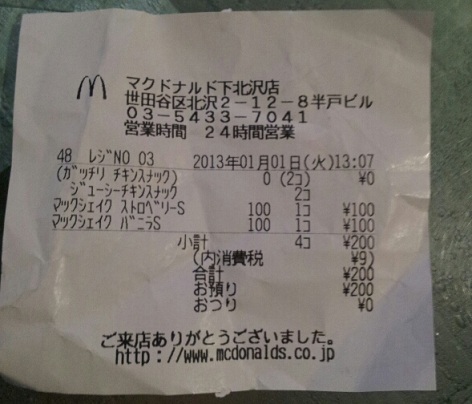 マクドナルド下北沢店
世田谷区北沢2-12-8半戸ビル
03-5433-7041
営業時間 24時間営業
48 レジNO 03 2013年01月01日(火)13:07
(ガッチリ チキンスナック) 0 (2コ) ¥0
ジューシーチキンスナック 2コ
マックシェイク ストロベリーS 100 1コ ¥100
マックシェイク バニラS 100 1コ ¥100
小計 4コ ¥200
(内消費税 ¥9)
合計 ¥200
お預り ¥200
おつり ¥0
ご来店ありがとうございました。
http://www.mcdonalds.co.jp